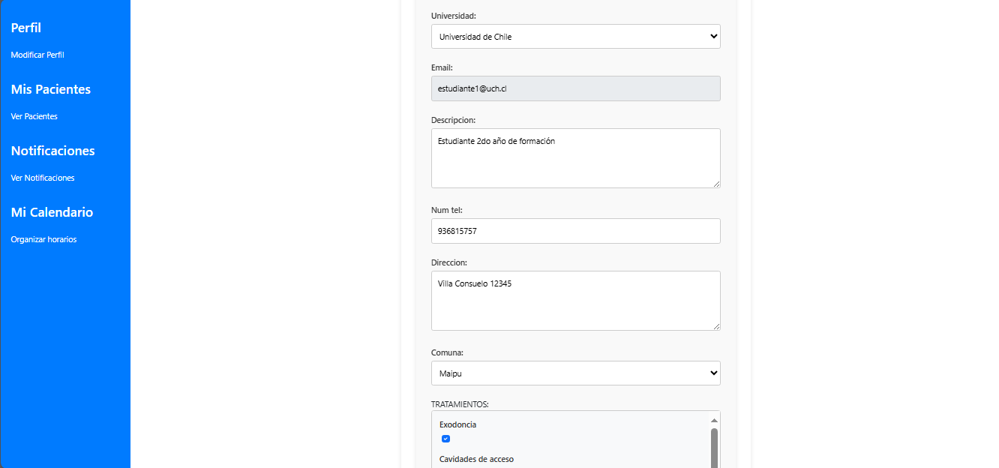 Perfil
Modificar Perfil
Mis Pacientes
Ver Pacientes
Notificaciones
Ver Notificaciones
Mi Calendario
Organizar horarios
Universidad:
Universidad de Chile
Email:
estudiante1@uch.cl
Descripcion:
Estudiante 2do año de formación
Num tel:
936815757
Direccion:
Villa Consuelo 12345
Comuna:
Maipu
TRATAMIENTOS:
Exodoncia
Cavidades de acceso